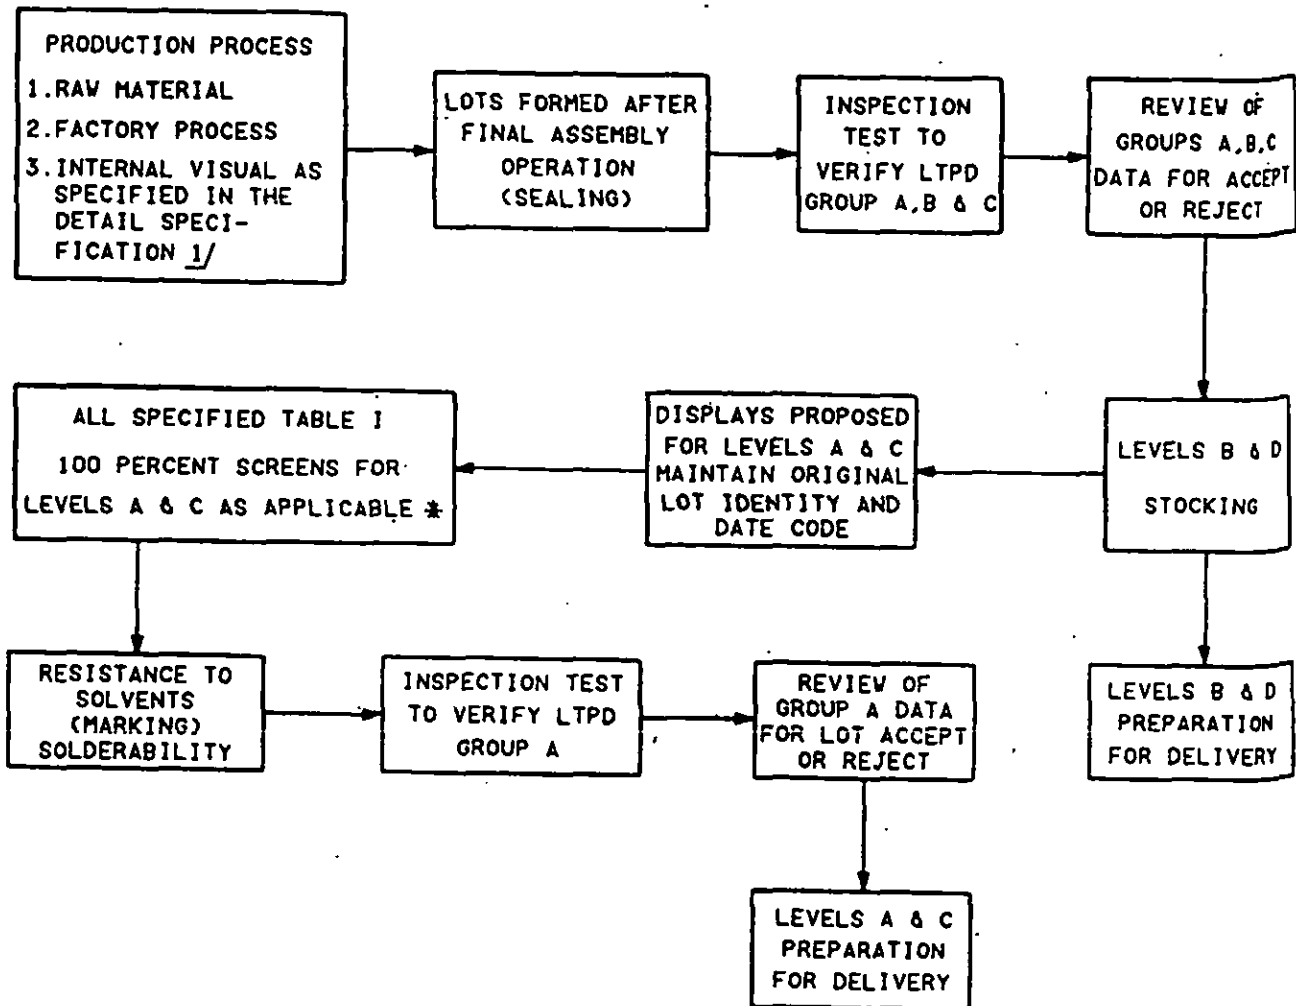 PRODUCTION PROCESS
1.RAW MATERIAL
2.FACTORY PROCESS
3.INTERNAL VISUAL AS
SPECIFIED IN THE
DETAIL SPECI-
FICATION 1/
LOTS FORMED AFTER
FINAL ASSEMBLY
OPERATION
(SEALING)
INSPECTION
TEST TO
VERIFY LTPD
GROUP A,B & C
REVIEW OF
GROUPS A,B,C
DATA FOR ACCEPT
OR REJECT
LEVELS B & D
STOCKING
DISPLAYS PROPOSED
FOR LEVELS A & C
MAINTAIN ORIGINAL
LOT IDENTITY AND
DATE CODE
ALL SPECIFIED TABLE I
100 PERCENT SCREENS FOR
LEVELS A & C AS APPLICABLE *
RESISTANCE TO
SOLVENTS
(MARKING)
SOLDERABILITY
INSPECTION TEST
TO VERIFY LTPD
GROUP A
REVIEW OF
GROUP A DATA
FOR LOT ACCEPT
OR REJECT
LEVELS B & D
PREPARATION
FOR DELIVERY
LEVELS A & C
PREPARATION
FOR DELIVERY